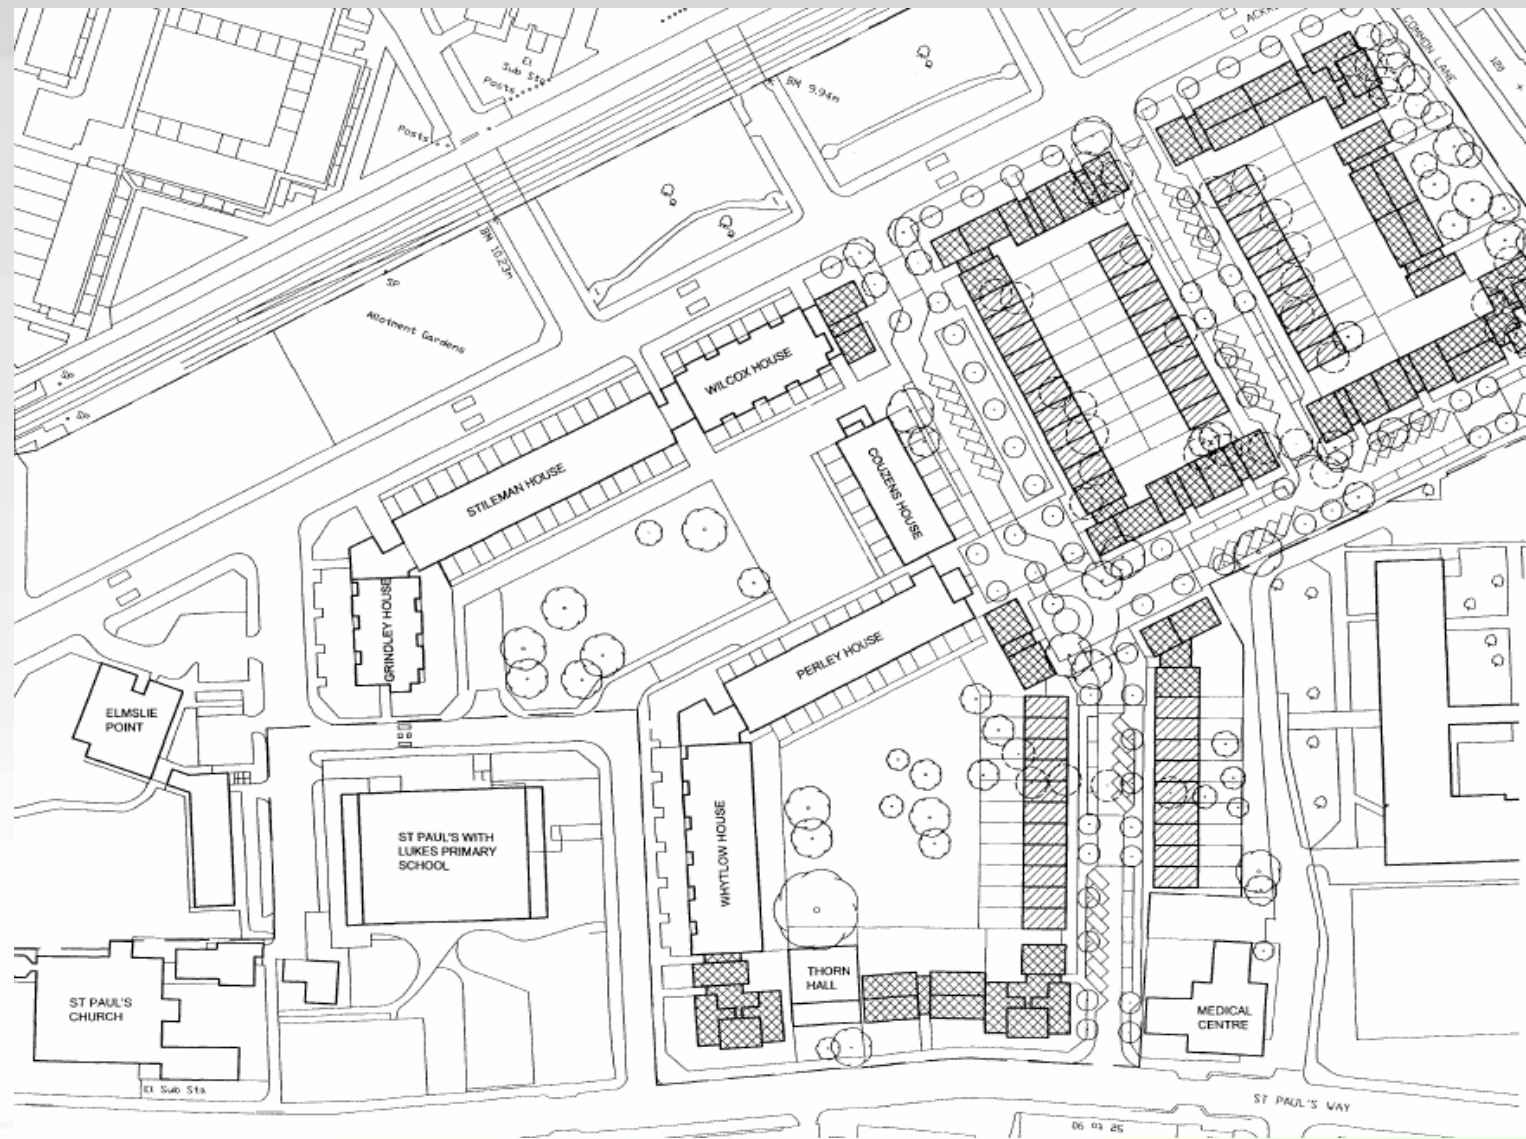 El
Sub Sta
Posts
Posts
BM 9.94m
COMMON LANE
BM 10.23m
SP
Allotment Gardens
WILCOX HOUSE
STILEMAN HOUSE
COUZENS HOUSE
GRINDLEY HOUSE
PERLEY HOUSE
ELMSLIE
POINT
ST PAUL'S WITH
LUKES PRIMARY
SCHOOL
WHYTLOW HOUSE
THORN
HALL
ST PAUL'S
CHURCH
MEDICAL
CENTRE
El Sub Sta
ST PAUL'S WAY